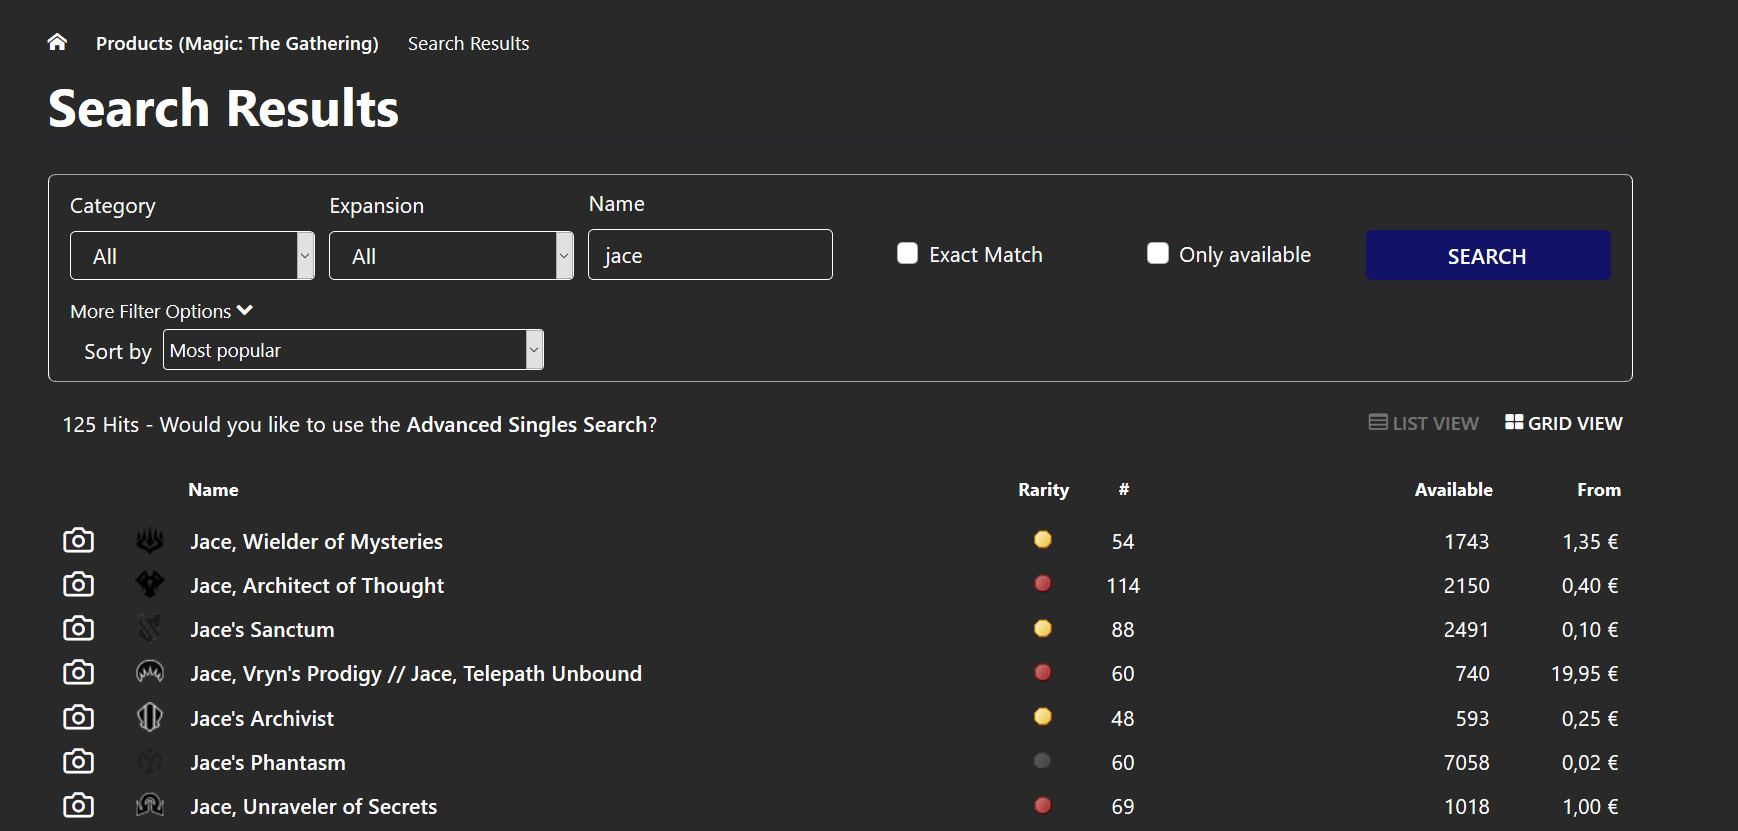 Products (Magic: The Gathering) Search Results
Search Results
Category Expansion Name
All All jace Exact Match Only available SEARCH
More Filter Options
Sort by Most popular
125 Hits - Would you like to use the Advanced Singles Search? LIST VIEW GRID VIEW
Name Rarity # Available From
Jace, Wielder of Mysteries 54 1743 1,35 €
Jace, Architect of Thought 114 2150 0,40 €
Jace's Sanctum 88 2491 0,10 €
Jace, Vryn's Prodigy // Jace, Telepath Unbound 60 740 19,95 €
Jace's Archivist 48 593 0,25 €
Jace's Phantasm 60 7058 0,02 €
Jace, Unraveler of Secrets 69 1018 1,00 €